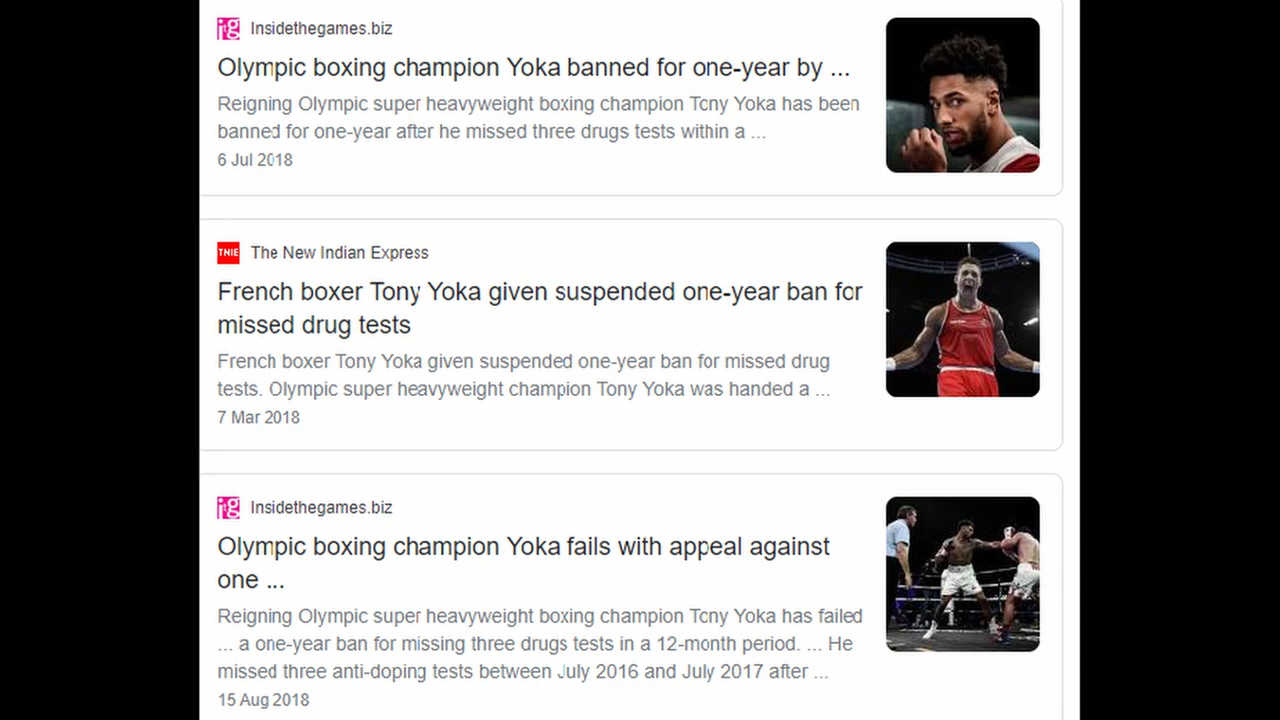 ig Insidethegames.biz
Olympic boxing champion Yoka banned for one-year by ...
Reigning Olympic super heavyweight boxing champion Tony Yoka has been
banned for one-year after he missed three drugs tests within a ...
6 Jul 2018
TNIE The New Indian Express
French boxer Tony Yoka given suspended one-year ban for
missed drug tests
French boxer Tony Yoka given suspended one-year ban for missed drug
tests. Olympic super heavyweight champion Tony Yoka was handed a ...
7 Mar 2018
ig Insidethegames.biz
Olympic boxing champion Yoka fails with appeal against
one ...
Reigning Olympic super heavyweight boxing champion Tony Yoka has failed
... a one-year ban for missing three drugs tests in a 12-month period. ... He
missed three anti-doping tests between July 2016 and July 2017 after ...
15 Aug 2018